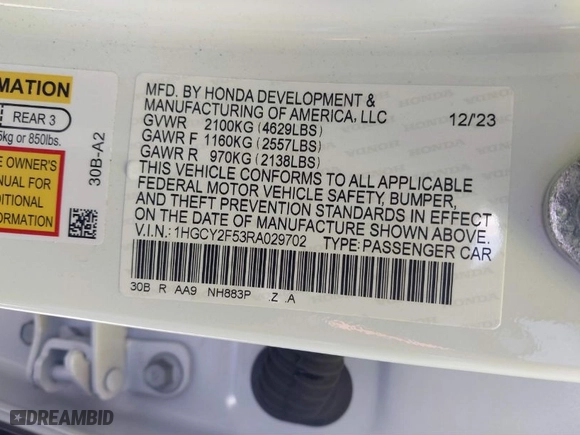 MATION
REAR 3
5kg or 850lbs.
E OWNER'S
NUAL FOR
DITIONAL
FORMATION
30B-A2
MFD. BY HONDA DEVELOPMENT &
MANUFACTURING OF AMERICA, LLC 12/'23
GVWR 2100KG (4629LBS)
GAWR F 1160KG (2557LBS)
GAWR R 970KG (2138LBS)
THIS VEHICLE CONFORMS TO ALL APPLICABLE
FEDERAL MOTOR VEHICLE SAFETY, BUMPER,
AND THEFT PREVENTION STANDARDS IN EFFECT
ON THE DATE OF MANUFACTURE SHOWN ABOVE.
V.I.N.: 1HGCY2F53RA029702 TYPE: PASSENGER CAR
30B R AA9 NH883P .Z .A
DREAMBID